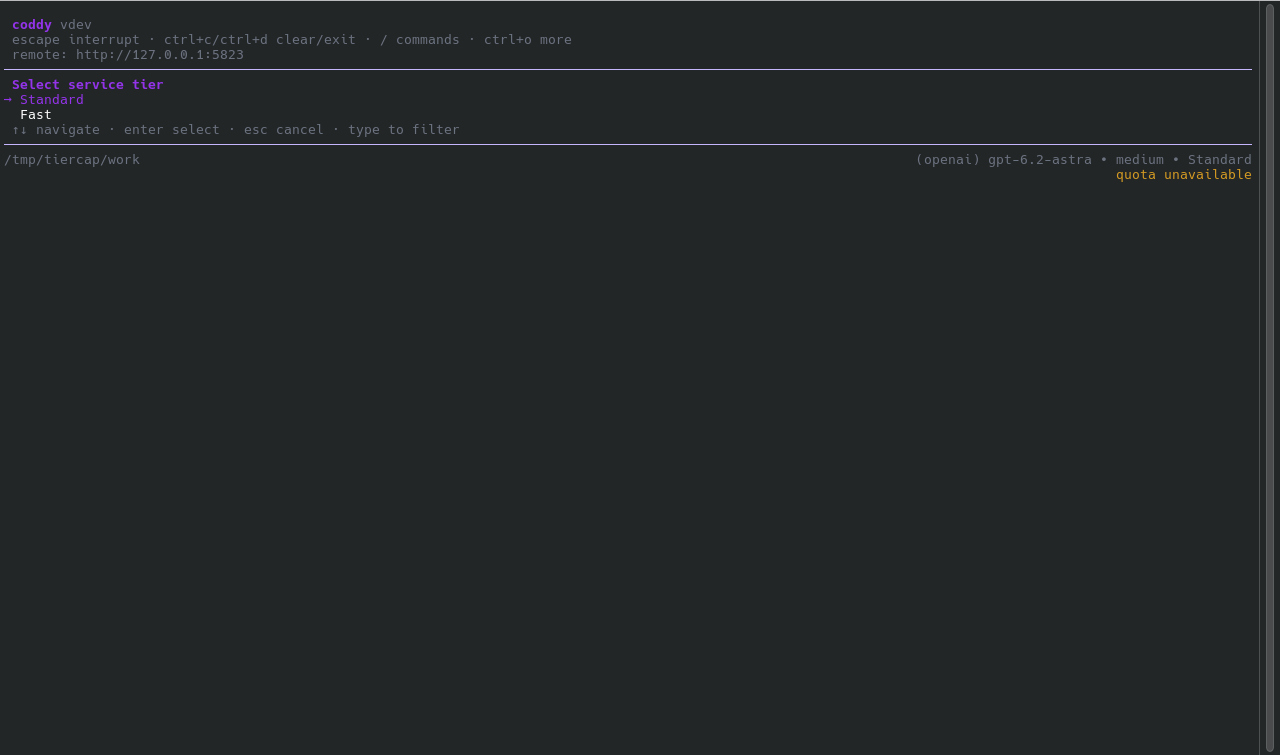 coddy vdev
escape interrupt · ctrl+c/ctrl+d clear/exit · / commands · ctrl+o more
remote: http://127.0.0.1:5823
Select service tier
→ Standard
Fast
↑↓ navigate · enter select · esc cancel · type to filter
/tmp/tiercap/work (openai) gpt-6.2-astra • medium • Standard
quota unavailable